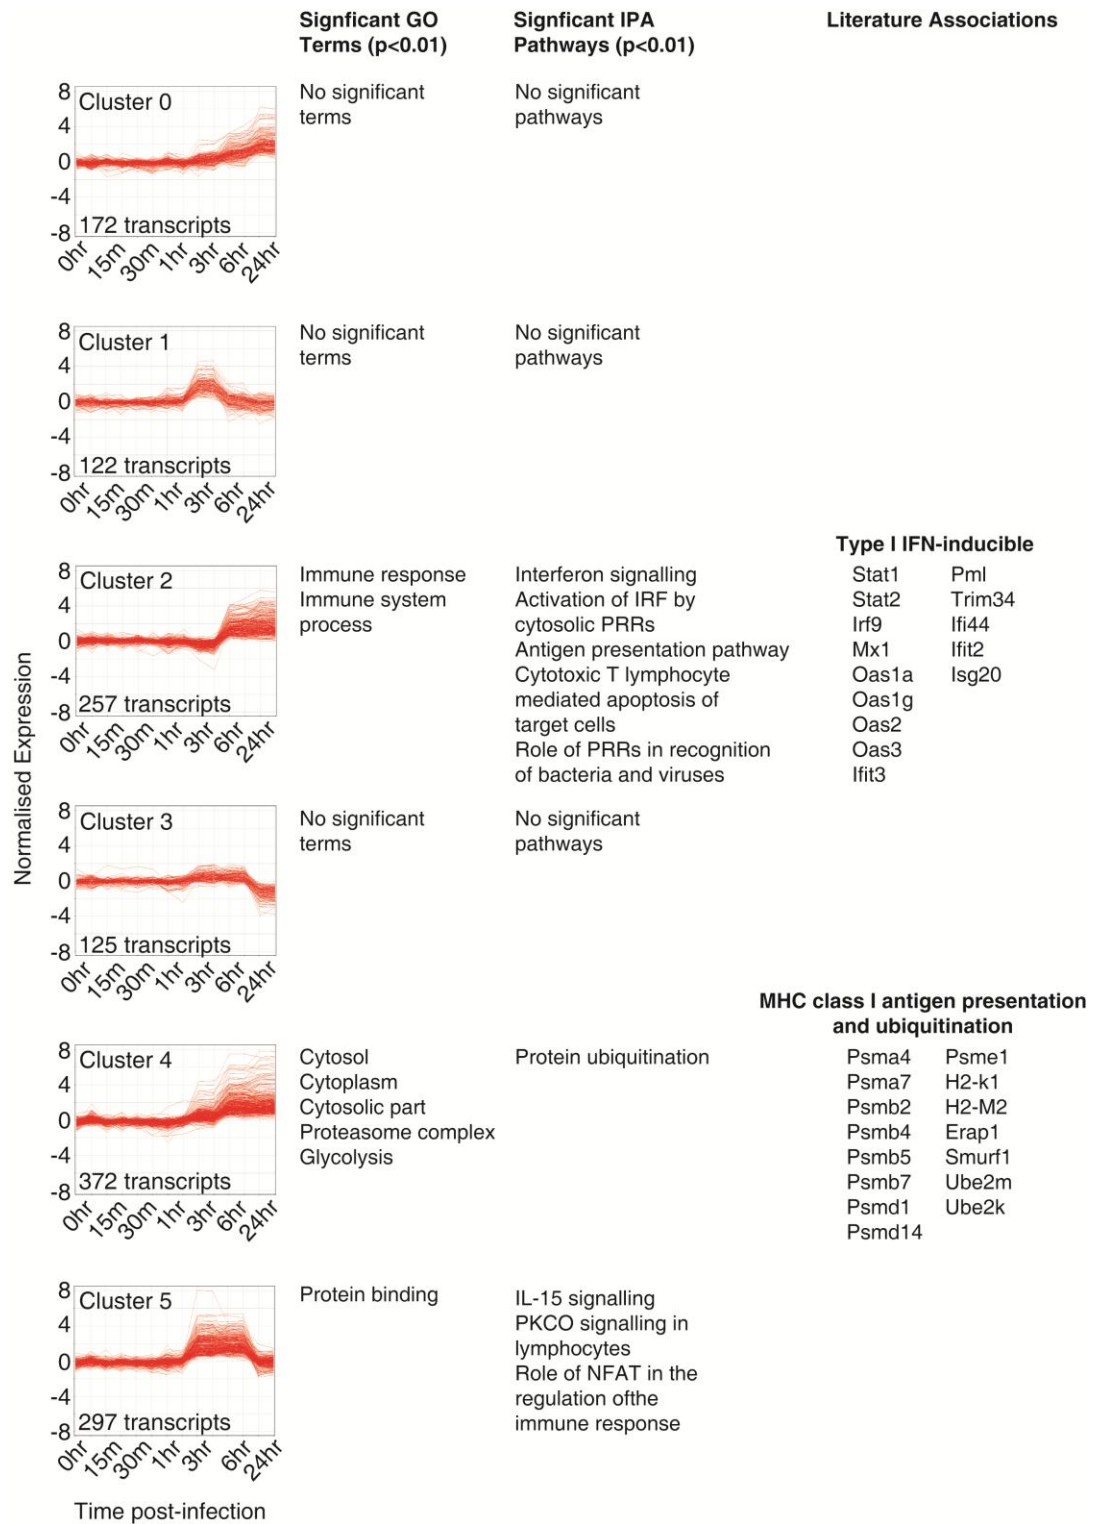 Signficant GO
Terms (p<0.01)
Signficant IPA
Pathways (p<0.01)
Literature Associations
Normalised Expression
8
4
0
-4
-8
Cluster 0
172 transcripts
0hr
15m
30m
1hr
3hr
6hr
24hr
No significant
terms
No significant
pathways
8
4
0
-4
-8
Cluster 1
122 transcripts
0hr
15m
30m
1hr
3hr
6hr
24hr
No significant
terms
No significant
pathways
8
4
0
-4
-8
Cluster 2
257 transcripts
0hr
15m
30m
1hr
3hr
6hr
24hr
Immune response
Immune system
process
Interferon signalling
Activation of IRF by
cytosolic PRRs
Antigen presentation pathway
Cytotoxic T lymphocyte
mediated apoptosis of
target cells
Role of PRRs in recognition
of bacteria and viruses
Type I IFN-inducible
Stat1
Stat2
Irf9
Mx1
Oas1a
Oas1g
Oas2
Oas3
Ifit3
Pml
Trim34
Ifi44
Ifit2
Isg20
8
4
0
-4
-8
Cluster 3
125 transcripts
0hr
15m
30m
1hr
3hr
6hr
24hr
No significant
terms
No significant
pathways
8
4
0
-4
-8
Cluster 4
372 transcripts
0hr
15m
30m
1hr
3hr
6hr
24hr
Cytosol
Cytoplasm
Cytosolic part
Proteasome complex
Glycolysis
Protein ubiquitination
MHC class I antigen presentation
and ubiquitination
Psma4
Psma7
Psmb2
Psmb4
Psmb5
Psmb7
Psmd1
Psmd14
Psme1
H2-k1
H2-M2
Erap1
Smurf1
Ube2m
Ube2k
8
4
0
-4
-8
Cluster 5
297 transcripts
0hr
15m
30m
1hr
3hr
6hr
24hr
Protein binding
IL-15 signalling
PKCO signalling in
lymphocytes
Role of NFAT in the
regulation ofthe
immune response
Time post-infection